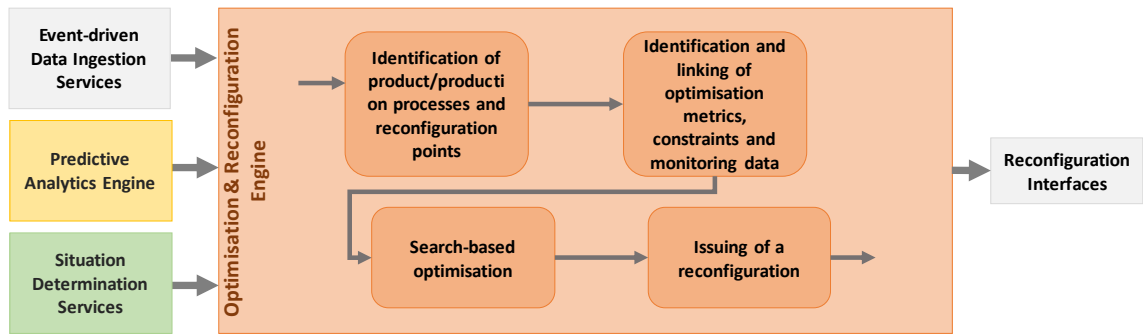 Event-driven
Data Ingestion
Services
Predictive
Analytics Engine
Situation
Determination
Services
Optimisation & Reconfiguration
Engine
Identification of
product/producti
on processes and
reconfiguration
points
Identification and
linking of
optimisation
metrics,
constraints and
monitoring data
Search-based
optimisation
Issuing of a
reconfiguration
Reconfiguration
Interfaces